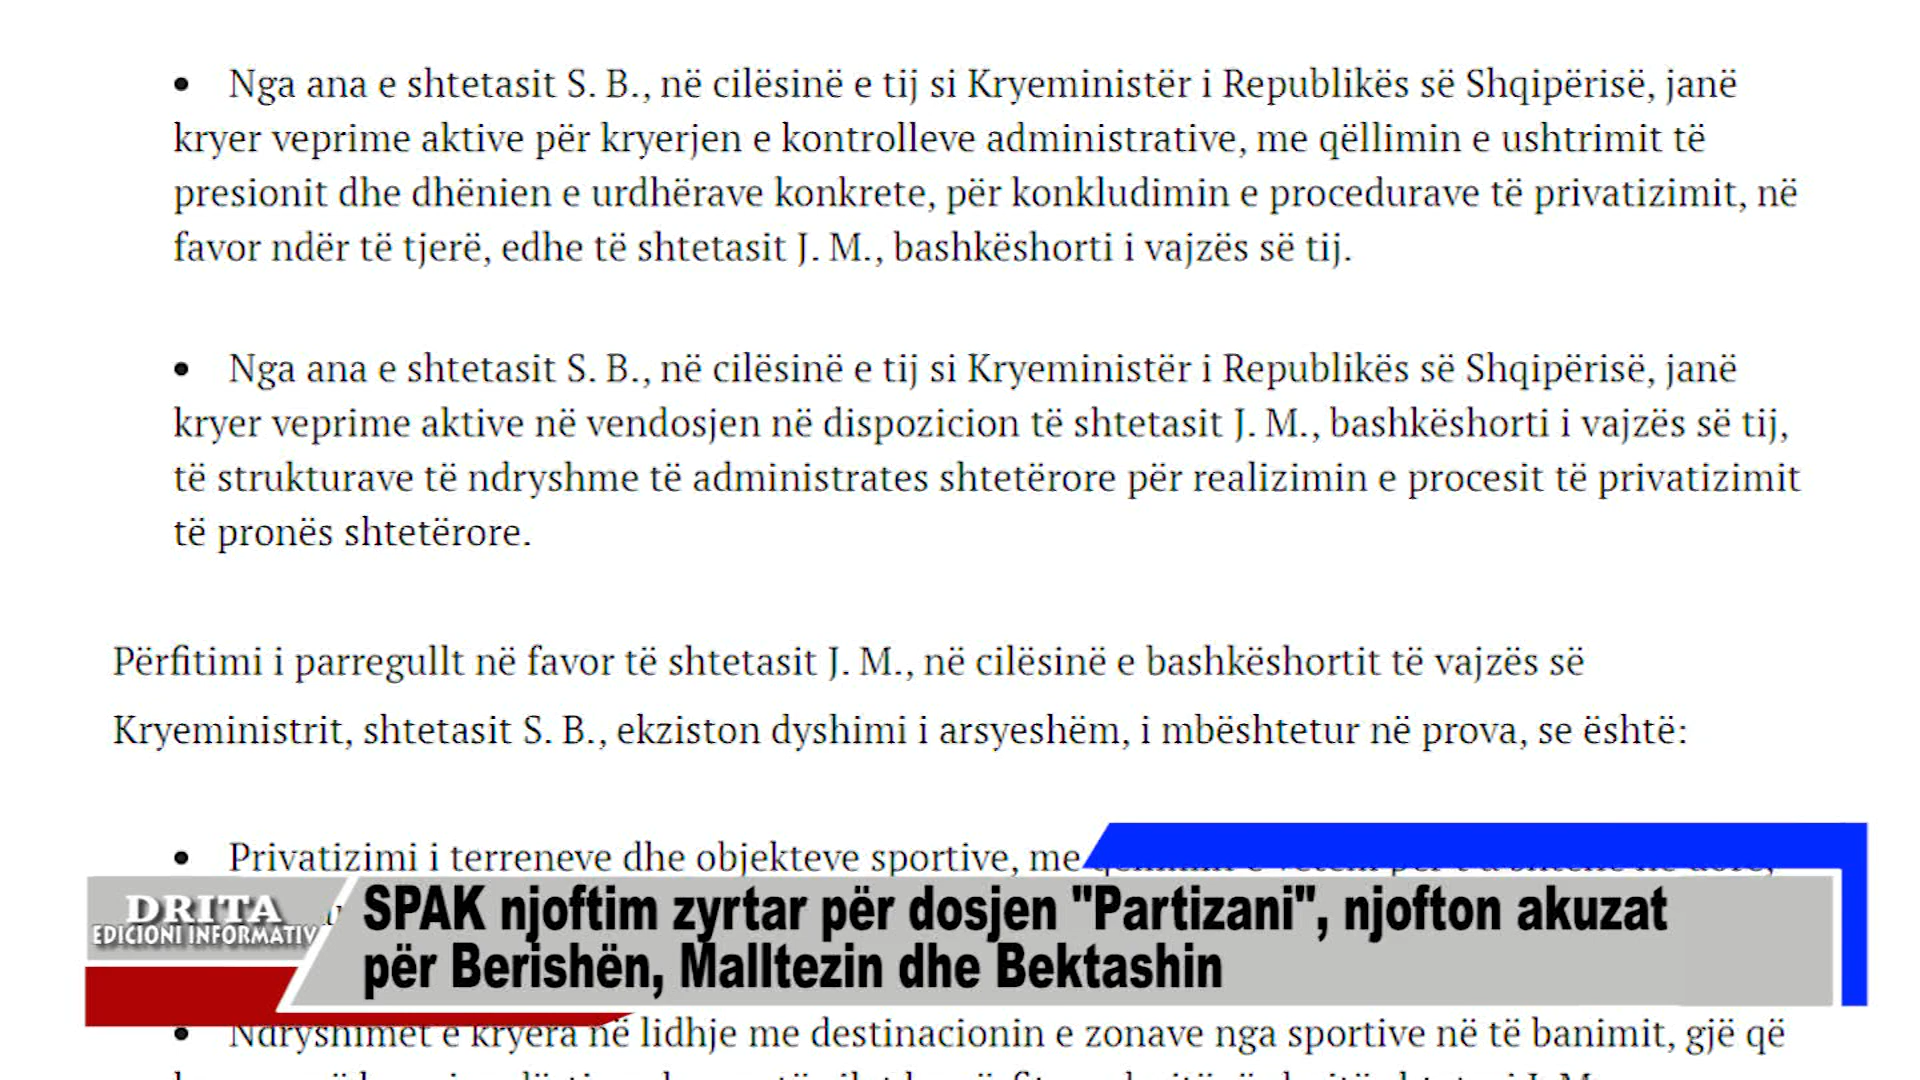 • Nga ana e shtetasit S. B., në cilësinë e tij si Kryeministër i Republikës së Shqipërisë, janë
kryer veprime aktive për kryerjen e kontrolleve administrative, me qëllimin e ushtrimit të
presionit dhe dhënien e urdhërave konkrete, për konkludimin e procedurave të privatizimit, në
favor ndër të tjerë, edhe të shtetasit J. M., bashkëshorti i vajzës së tij.
• Nga ana e shtetasit S. B., në cilësinë e tij si Kryeministër i Republikës së Shqipërisë, janë
kryer veprime aktive në vendosjen në dispozicion të shtetasit J. M., bashkëshorti i vajzës së tij,
të strukturave të ndryshme të administrates shtetërore për realizimin e procesit të privatizimit
të pronës shtetërore.
Përfitimi i parregullt në favor të shtetasit J. M., në cilësinë e bashkëshortit të vajzës së
Kryeministrit, shtetasit S. B., ekziston dyshimi i arsyeshëm, i mbështetur në prova, se është:
• Privatizimi i terreneve dhe objekteve sportive, me
DRITA
EDICIONI INFORMATIV
SPAK njoftim zyrtar për dosjen "Partizani", njofton akuzat
për Berishën, Malltezin dhe Bektashin
• Ndryshimet e kryera në lidhje me destinacionin e zonave nga sportive në të banimit, gjë që